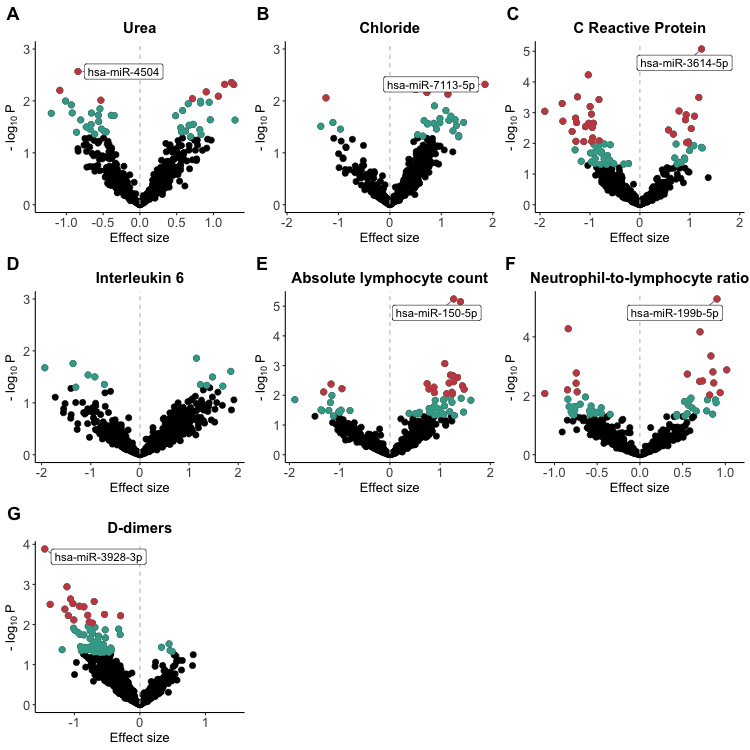 A
Urea
3
2
1
0
- log10 P
hsa-miR-4504
-1.0 -0.5 0.0 0.5 1.0
Effect size
B
Chloride
3
2
1
0
- log10 P
hsa-miR-7113-5p
-2 -1 0 1 2
Effect size
C
C Reactive Protein
5
4
3
2
1
0
- log10 P
hsa-miR-3614-5p
-2 -1 0 1 2
Effect size
D
Interleukin 6
3
2
1
0
- log10 P
-2 -1 0 1 2
Effect size
E
Absolute lymphocyte count
5
4
3
2
1
0
- log10 P
hsa-miR-150-5p
-2 -1 0 1 2
Effect size
F
Neutrophil-to-lymphocyte ratio
4
2
0
- log10 P
hsa-miR-199b-5p
-1.0 -0.5 0.0 0.5 1.0
Effect size
G
D-dimers
4
3
2
1
0
- log10 P
hsa-miR-3928-3p
-1 0 1
Effect size